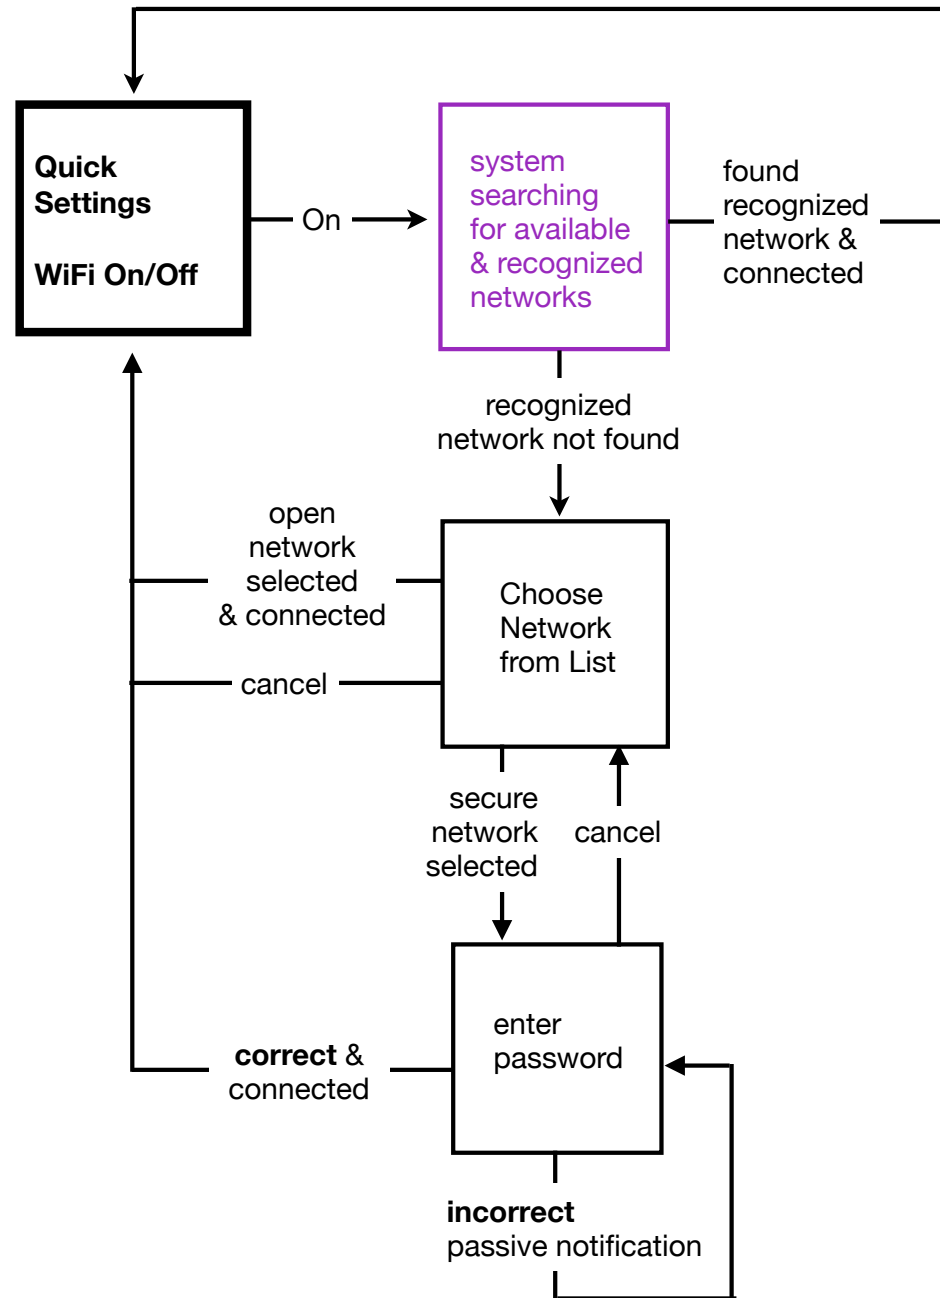 Quick
Settings
WiFi On/Off
On
system
searching
for available
& recognized
networks
found
recognized
network &
connected
recognized
network not found
open
network
selected
& connected
Choose
Network
from List
cancel
secure
network
selected
cancel
enter
password
correct &
connected
incorrect
passive notification